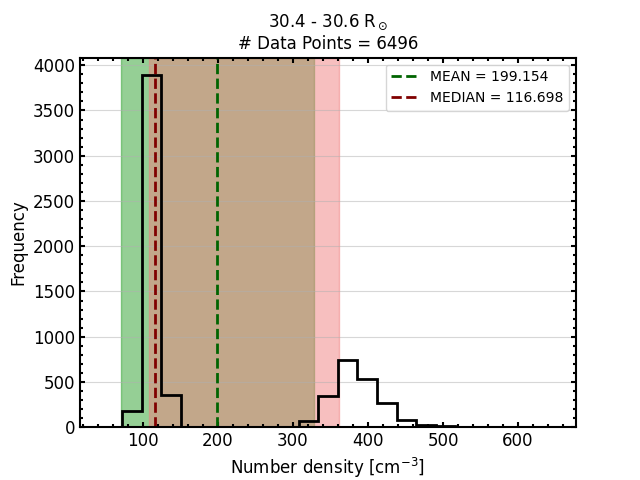 30.4 - 30.6 R⊙
# Data Points = 6496
MEAN = 199.154
MEDIAN = 116.698
Frequency
4000
3500
3000
2500
2000
1500
1000
500
0
100 200 300 400 500 600
Number density [cm⁻³]